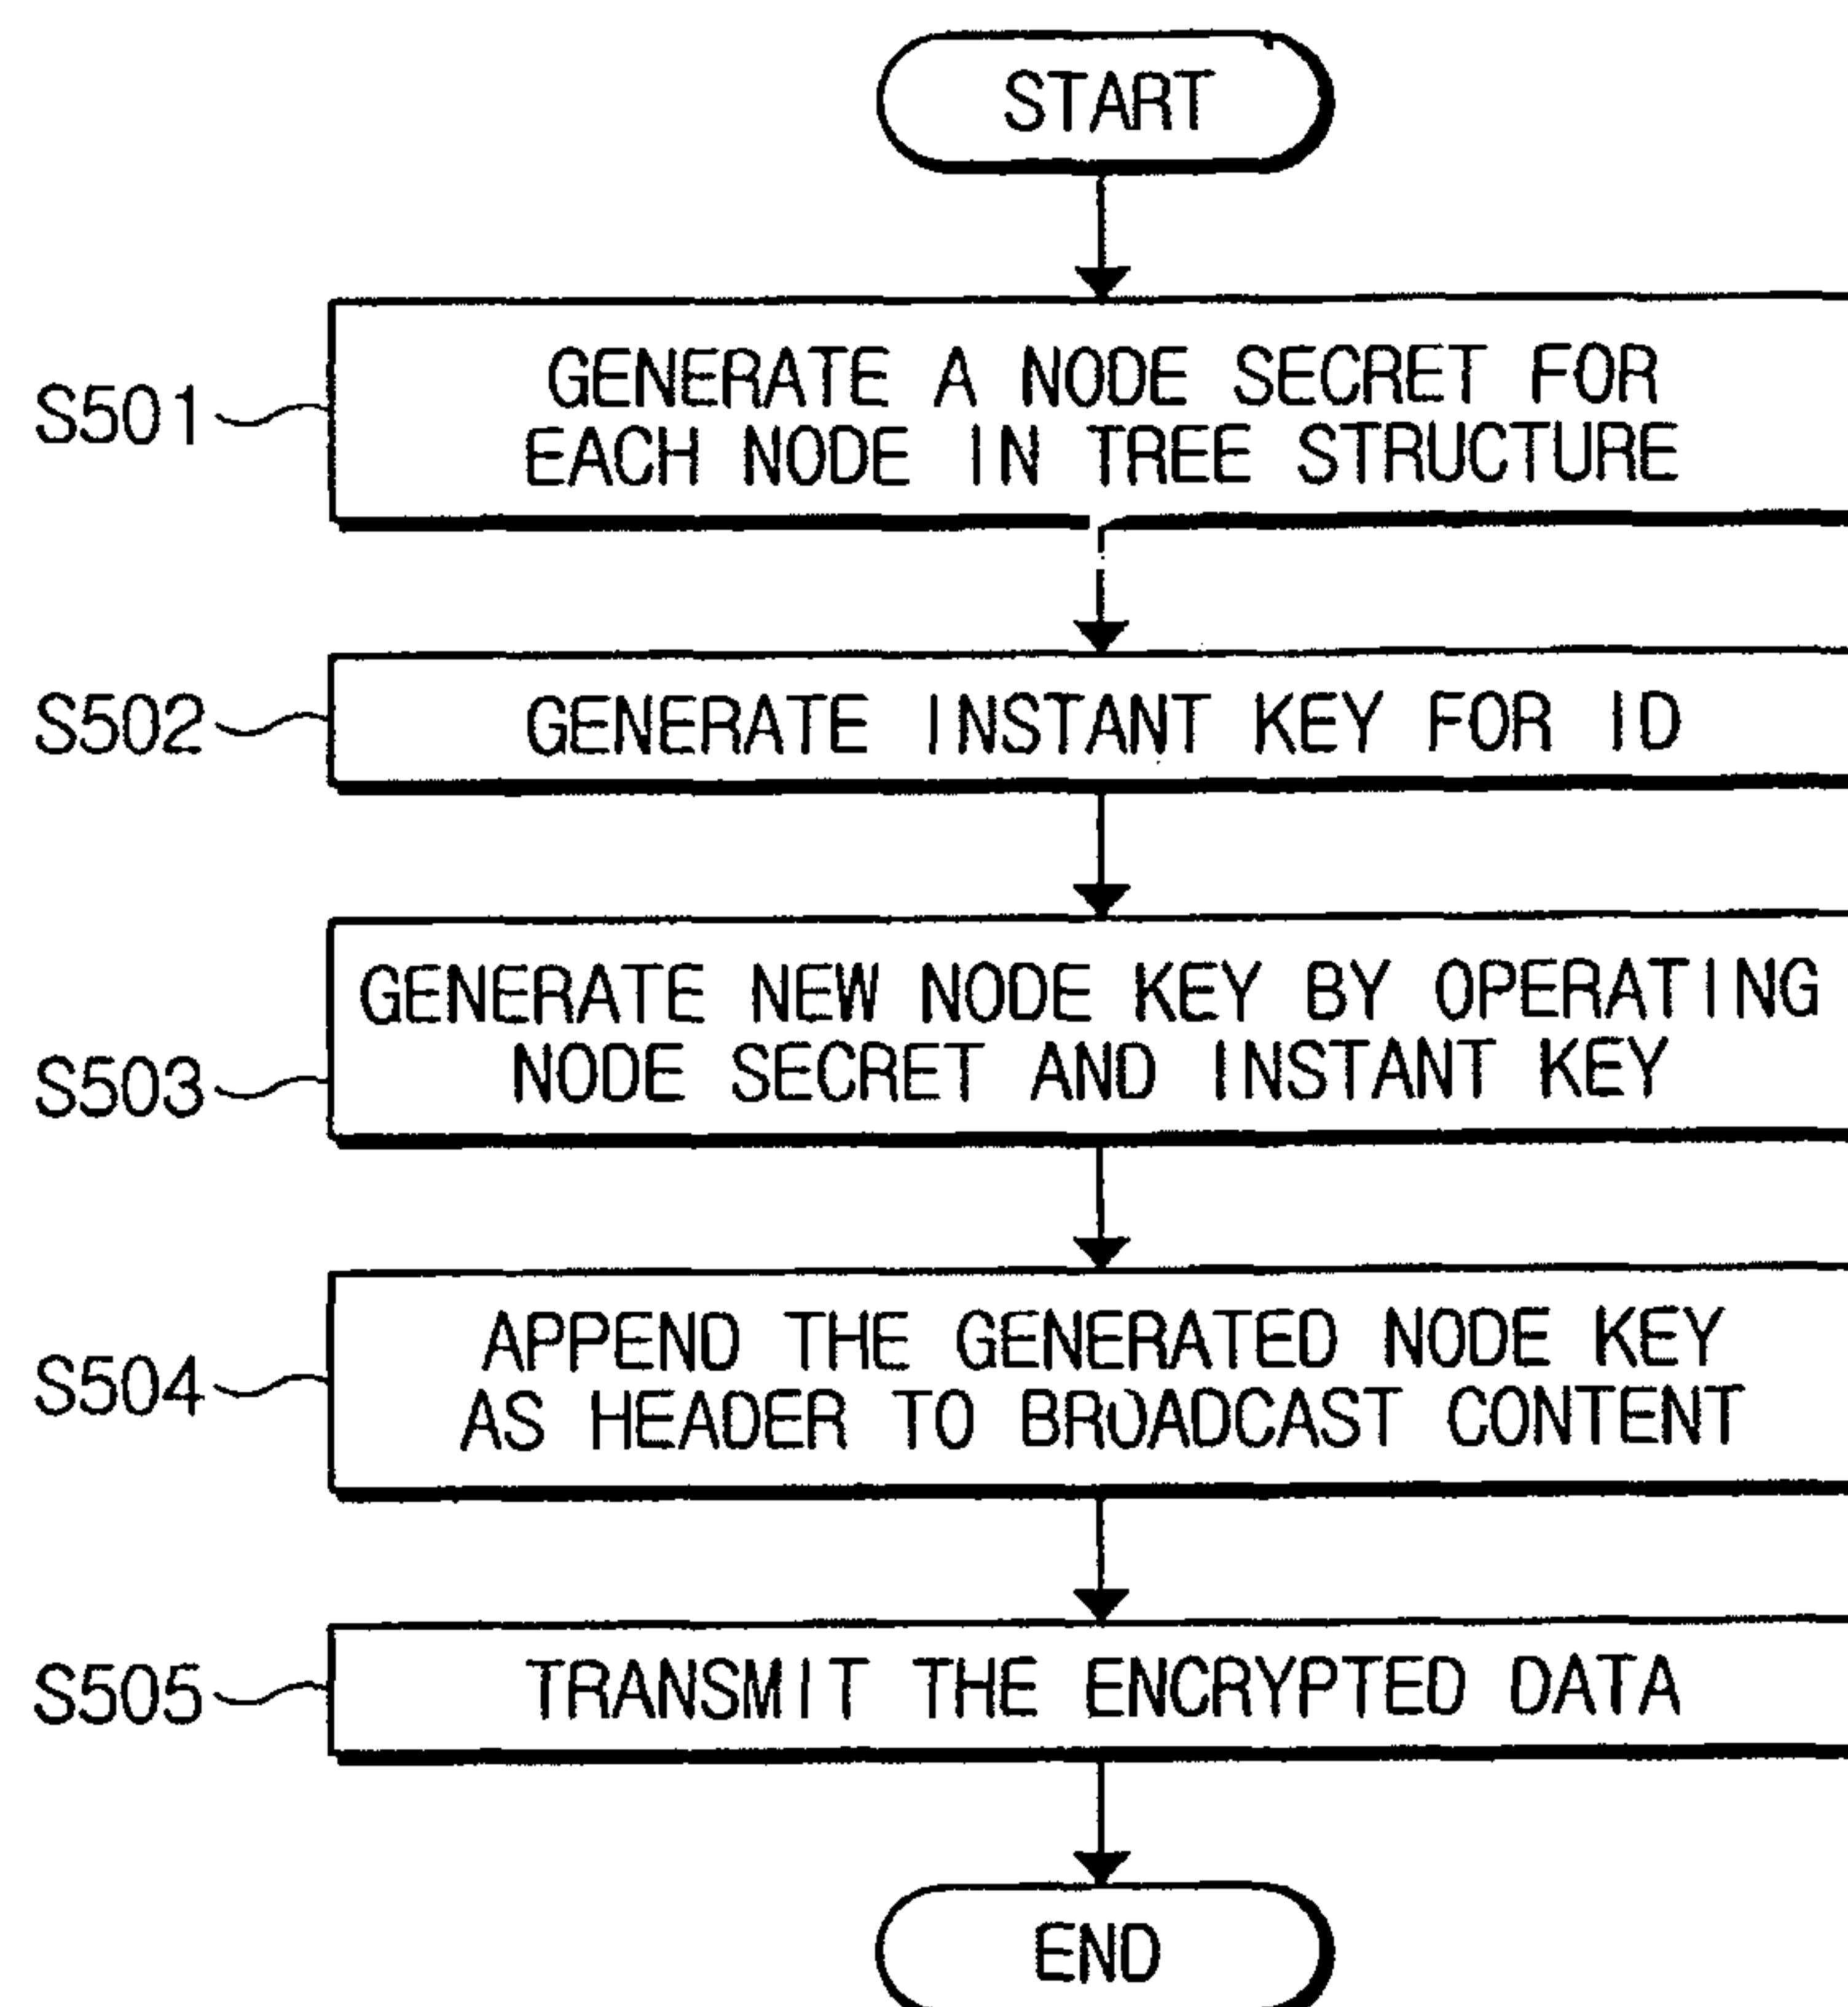 START
S501
GENERATE A NODE SECRET FOR
EACH NODE IN TREE STRUCTURE
S502
GENERATE INSTANT KEY FOR ID
S503
GENERATE NEW NODE KEY BY OPERATING
NODE SECRET AND INSTANT KEY
S504
APPEND THE GENERATED NODE KEY
AS HEADER TO BROADCAST CONTENT
S505
TRANSMIT THE ENCRYPTED DATA
END